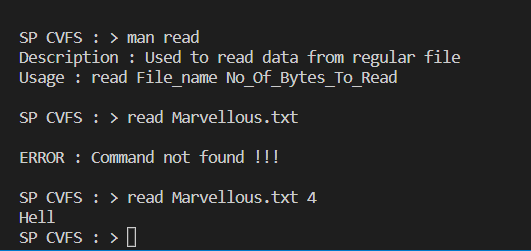 SP CVFS : > man read
Description : Used to read data from regular file
Usage : read File_name No_Of_Bytes_To_Read
SP CVFS : > read Marvellous.txt
ERROR : Command not found !!!
SP CVFS : > read Marvellous.txt 4
Hell
SP CVFS : >